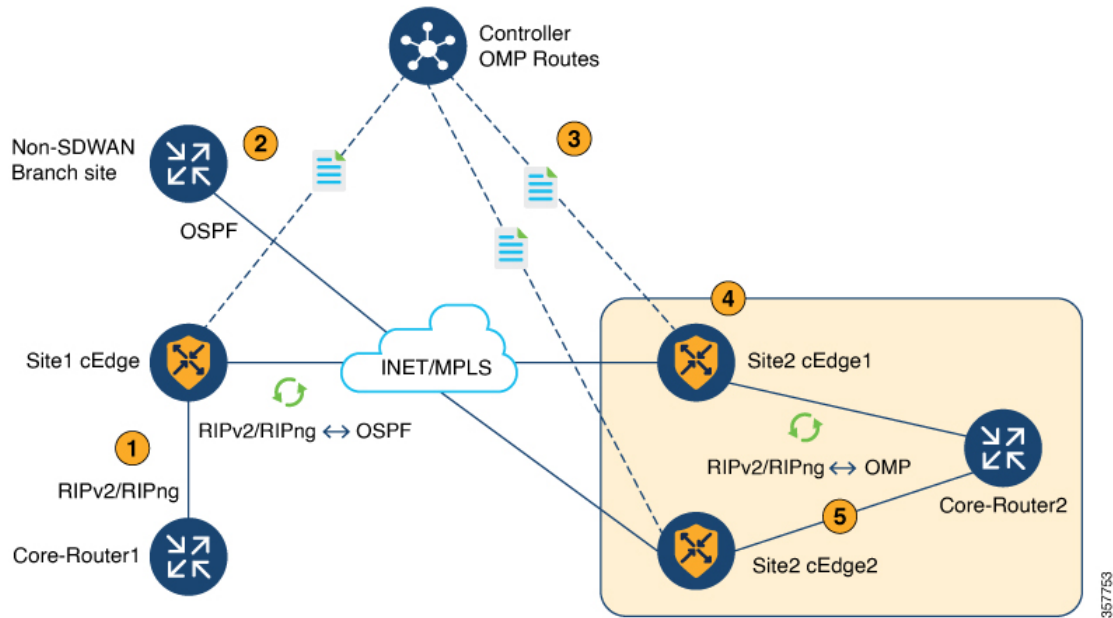 Controller
OMP Routes
2
3
Non-SDWAN
Branch site
OSPF
4
Site1 cEdge
INET/MPLS
Site2 cEdge1
RIPv2/RIPng ↔ OSPF
1
RIPv2/RIPng ↔ OMP
RIPv2/RIPng
Core-Router2
5
Core-Router1
Site2 cEdge2
357753